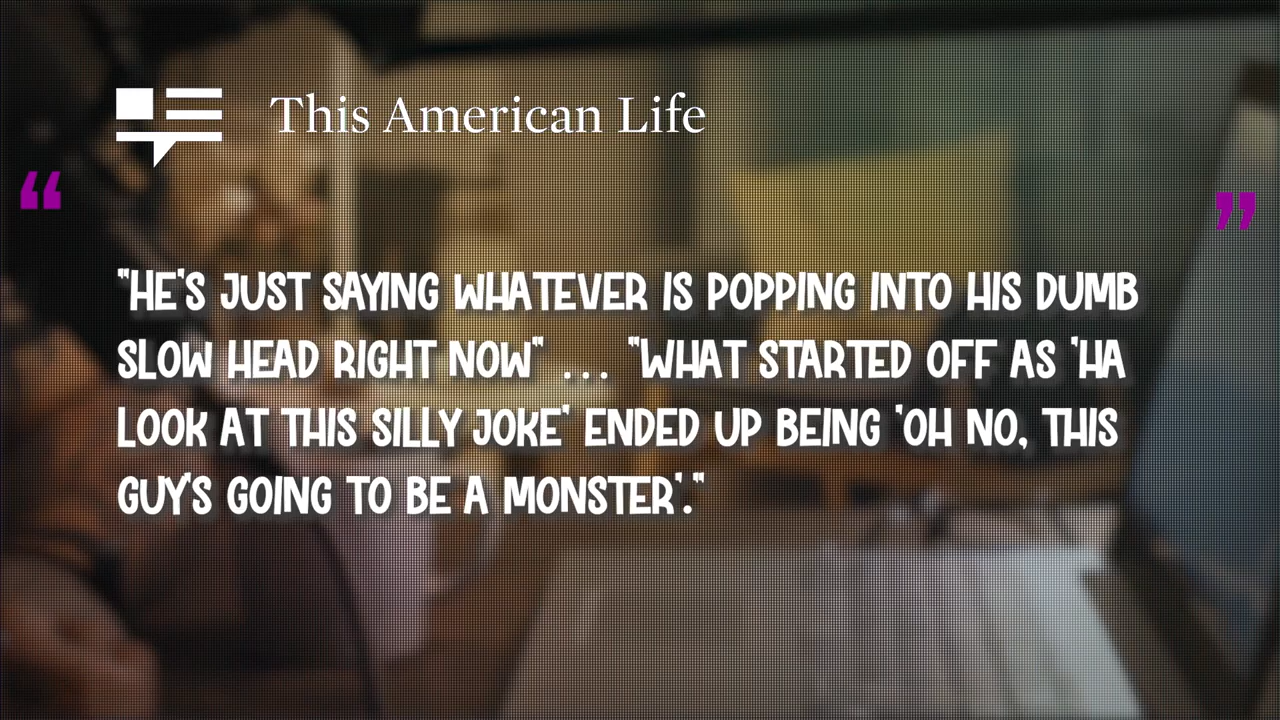 This American Life
“ ”
"HE'S JUST SAYING WHATEVER IS POPPING INTO HIS DUMB
SLOW HEAD RIGHT NOW" ... "WHAT STARTED OFF AS 'HA
LOOK AT THIS SILLY JOKE' ENDED UP BEING 'OH NO, THIS
GUY'S GOING TO BE A MONSTER'."